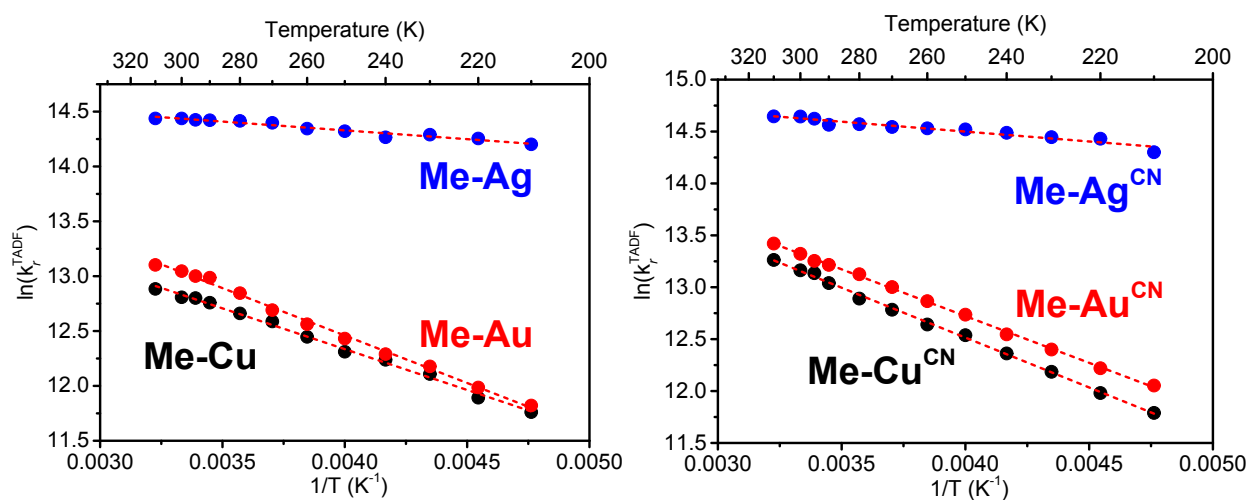 Temperature (K)
320 300 280 260 240 220 200
14.5
14.0
13.5
13.0
12.5
12.0
11.5
ln(k_r^TADF)
Me-Ag
Me-Au
Me-Cu
0.0030 0.0035 0.0040 0.0045 0.0050
1/T (K⁻¹)
Temperature (K)
320 300 280 260 240 220 200
15.0
14.5
14.0
13.5
13.0
12.5
12.0
11.5
ln(k_r^TADF)
Me-Ag^CN
Me-Au^CN
Me-Cu^CN
0.0030 0.0035 0.0040 0.0045 0.0050
1/T (K⁻¹)